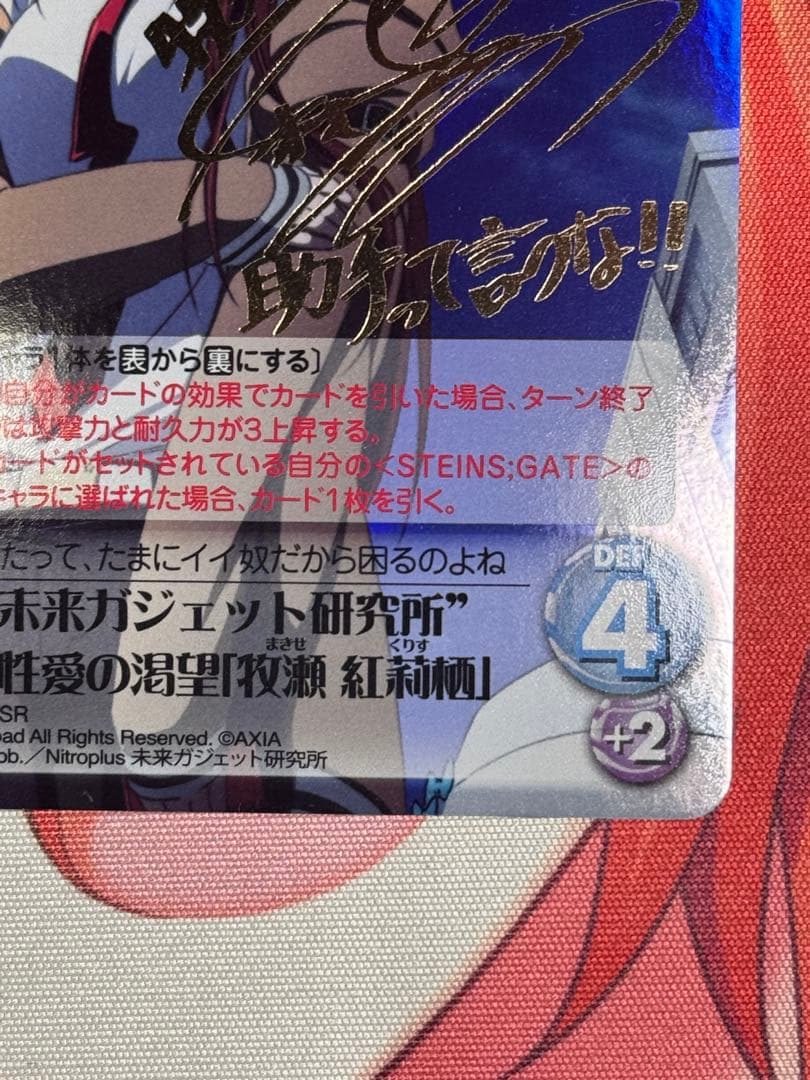 助手って言うな!!
ラ1体を表から裏にする〕
自分がカードの効果でカードを引いた場合、ターン終了
は攻撃力と耐久力が3上昇する。
カードがセットされている自分の<STEINS;GATE>の
キャラに選ばれた場合、カード1枚を引く。
たって、たまにイイ奴だから困るのよね
DEF
4
未来ガジェット研究所”
まきせ くりす
性愛の渇望「牧瀬 紅莉栖」
+2
SR
oad All Rights Reserved. ©AXIA
ob.／Nitroplus 未来ガジェット研究所